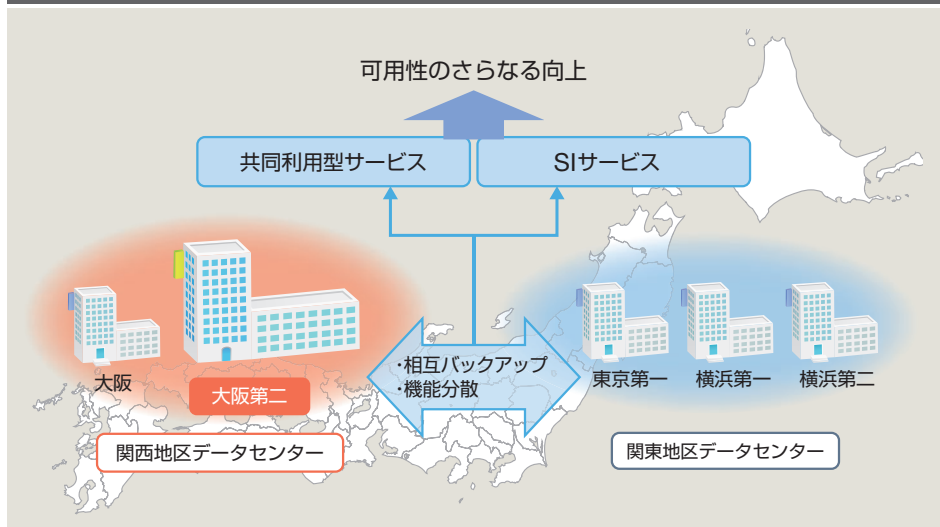 可用性のさらなる向上
共同利用型サービス
SIサービス
・相互バックアップ
・機能分散
大阪
大阪第二
東京第一
横浜第一
横浜第二
関西地区データセンター
関東地区データセンター